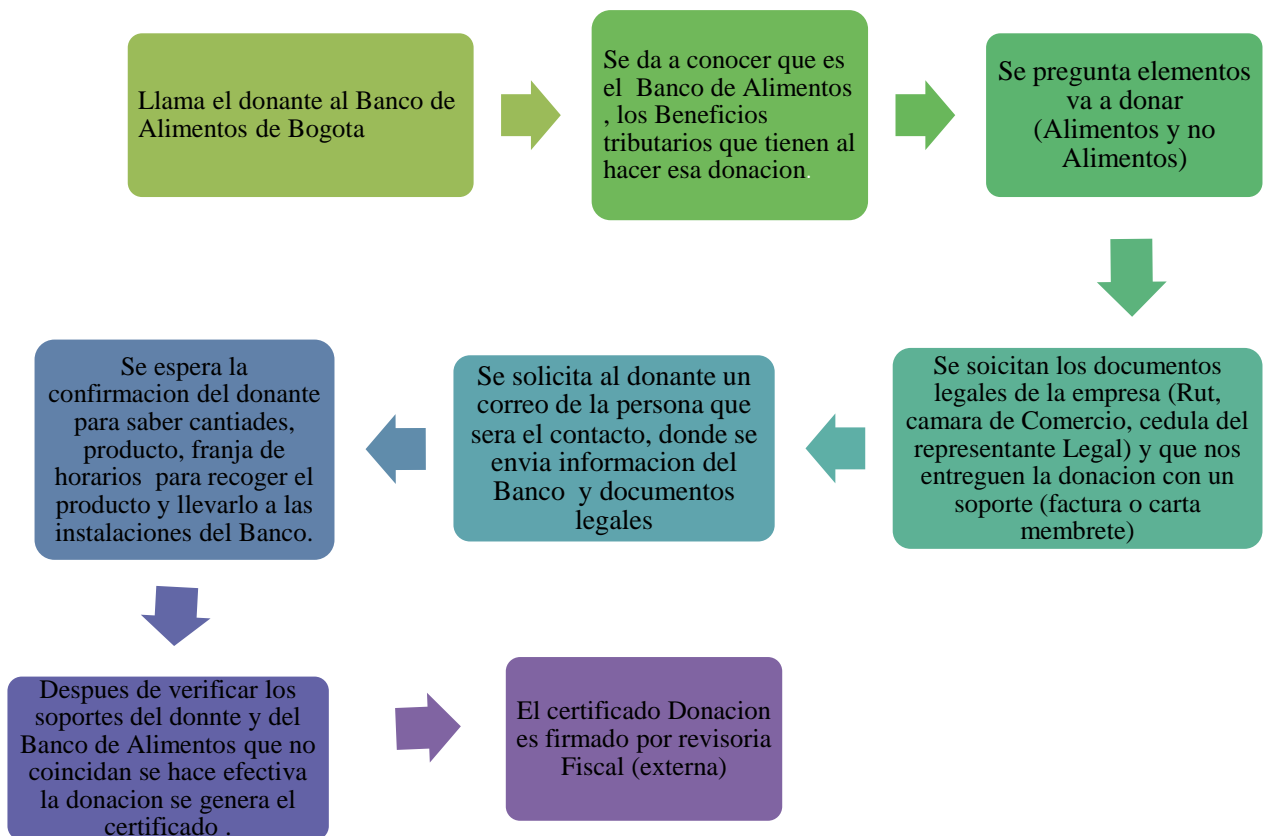 Llama el donante al Banco de
Alimentos de Bogota
Se da a conocer que es
el Banco de Alimentos
, los Beneficios
tributarios que tienen al
hacer esa donacion.
Se pregunta elementos
va a donar
(Alimentos y no
Alimentos)
Se soicitan los documentos
legales de la empresa (Rut,
camara de Comercio, cedula del
representante Legal) y que nos
entreguen la donacion con un
soporte (factura o carta
membrete)
Se solicita al donante un
correo de la persona que
sera el contacto, donde se
envia informacion del
Banco y documentos
legales
Se espera la
confirmacion del donante
para saber cantiades,
producto, franja de
horarios para recoger el
producto y llevarlo a las
instalaciones del Banco.
Despues de verificar los
soportes del donnte y del
Banco de Alimentos que no
coincidan se hace efectiva
la donacion se genera el
certificado .
El certificado Donacion
es firmado por revisoria
Fiscal (externa)